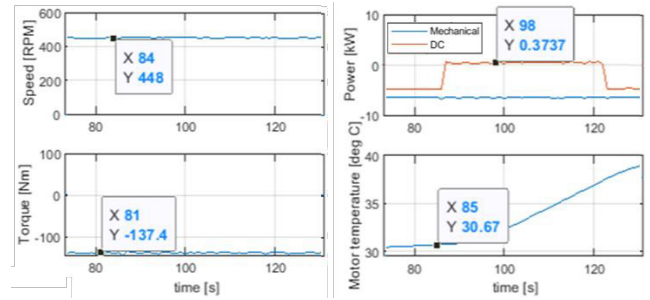 600
400
200
0
Speed [RPM]
X 84
Y 448
80
100
120
10
0
-10
Power [kW]
Mechanical
DC
X 98
Y 0.3737
80
100
120
100
0
-100
Torque [Nm]
X 81
Y -137.4
80
100
120
time [s]
40
35
30
Motor temperature [deg C]
X 85
Y 30.67
80
100
120
time [s]